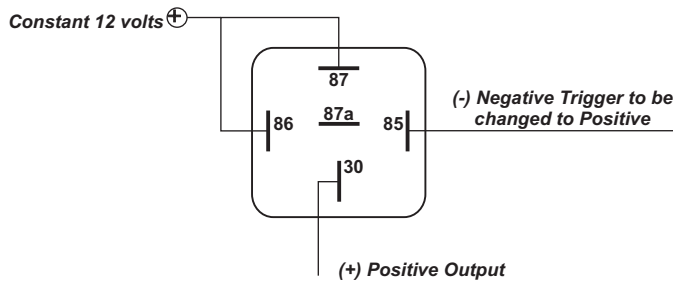 Constant 12 volts +
87
(-) Negative Trigger to be
changed to Positive
87a
86
85
30
(+) Positive Output